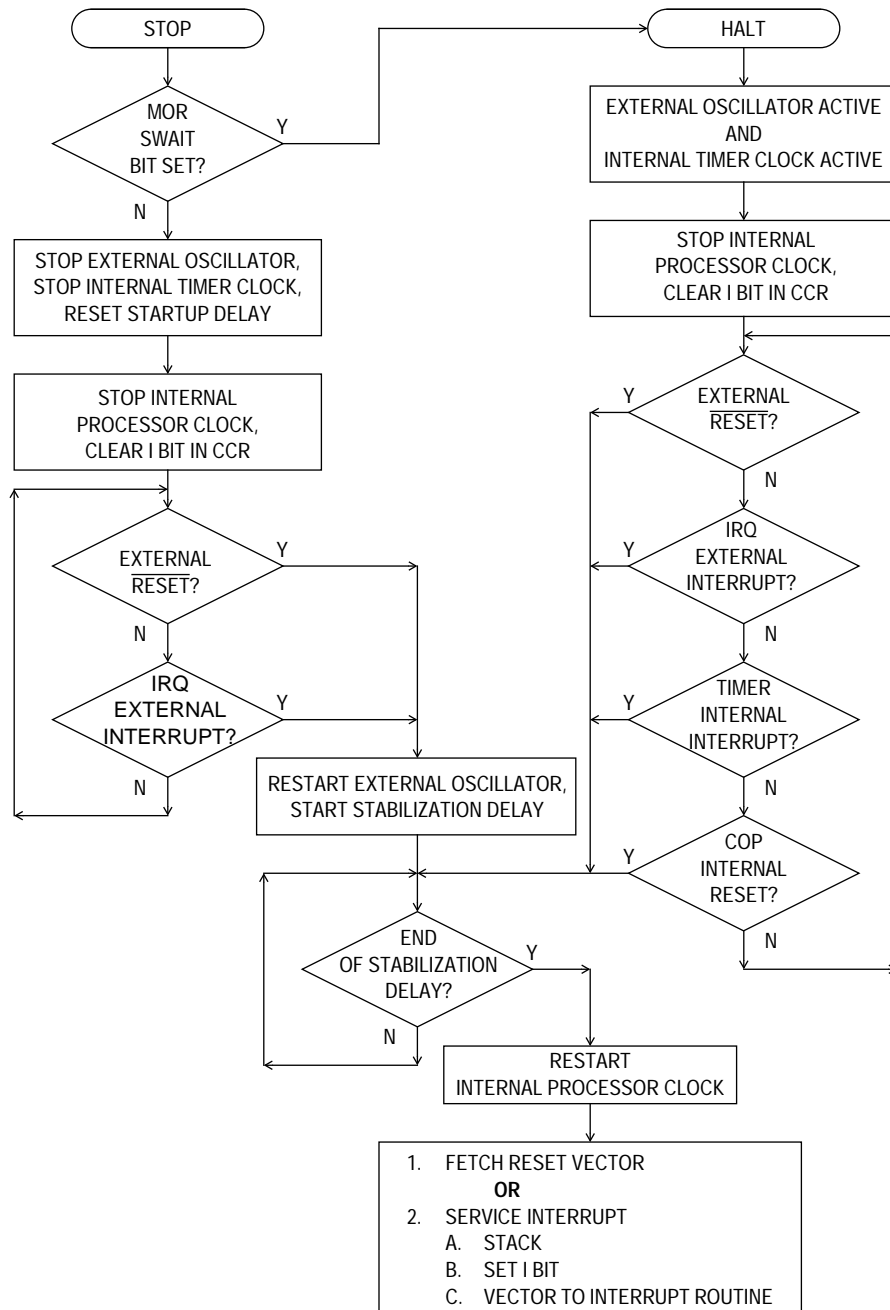 STOP
MOR
SWAIT
BIT SET?
Y
N
STOP EXTERNAL OSCILLATOR,
STOP INTERNAL TIMER CLOCK,
RESET STARTUP DELAY
STOP INTERNAL
PROCESSOR CLOCK,
CLEAR I BIT IN CCR
EXTERNAL
RESET?
Y
N
IRQ
EXTERNAL
INTERRUPT?
Y
N
HALT
EXTERNAL OSCILLATOR ACTIVE
AND
INTERNAL TIMER CLOCK ACTIVE
STOP INTERNAL
PROCESSOR CLOCK,
CLEAR I BIT IN CCR
EXTERNAL
RESET?
Y
N
IRQ
EXTERNAL
INTERRUPT?
Y
N
TIMER
INTERNAL
INTERRUPT?
Y
N
COP
INTERNAL
RESET?
Y
N
RESTART EXTERNAL OSCILLATOR,
START STABILIZATION DELAY
END
OF STABILIZATION
DELAY?
Y
N
RESTART
INTERNAL PROCESSOR CLOCK
1. FETCH RESET VECTOR
OR
2. SERVICE INTERRUPT
A. STACK
B. SET I BIT
C. VECTOR TO INTERRUPT ROUTINE